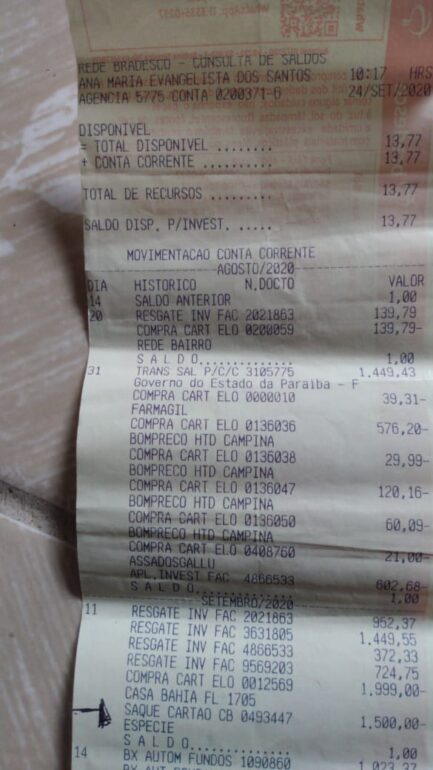 REDE BRADESCO - CONSULTA DE SALDOS
ANA MARIA EVANGELISTA DOS SANTOS 10:17 HRS
AGENCIA 5775 CONTA 0200371-6 24/SET/2020
DISPONIVEL
= TOTAL DISPONIVEL ........ 13,77
+ CONTA CORRENTE .......... 13,77
TOTAL DE RECURSOS ......... 13,77
SALDO DISP. P/INVEST. ..... 13,77
MOVIMENTACAO CONTA CORRENTE
AGOSTO/2020
DIA HISTORICO N.DOCTO VALOR
14 SALDO ANTERIOR 1,00
20 RESGATE INV FAC 2021863 139,79
COMPRA CART ELO 0200059 139,79-
REDE BAIRRO
S A L D O.............. 1,00
31 TRANS SAL P/C/C 3105775 1.449,43
Governo do Estado da Paraiba - F
COMPRA CART ELO 0000010 39,31-
FARMAGIL
COMPRA CART ELO 0136036 576,20-
BOMPRECO HTD CAMPINA
COMPRA CART ELO 0136038 29,99-
BOMPRECO HTD CAMPINA
COMPRA CART ELO 0136047 120,16-
BOMPRECO HTD CAMPINA
COMPRA CART ELO 0136050 60,09-
BOMPRECO HTD CAMPINA
COMPRA CART ELO 0408760 21,00-
ASSADOSGALLU
APL.INVEST FAC 4866533 602,68-
S A L D O.............. 1,00
SETEMBRO/2020
11 RESGATE INV FAC 2021863 952,37
RESGATE INV FAC 3631805 1.449,55
RESGATE INV FAC 4866533 372,33
RESGATE INV FAC 9569203 724,75
COMPRA CART ELO 0012569 1.999,00-
CASA BAHIA FL 1705
SAQUE CARTAO CB 0493447 1.500,00-
ESPECIE
S A L D O.............. 1,00
14 BX AUTOM FUNDOS 1090860 1.023,27